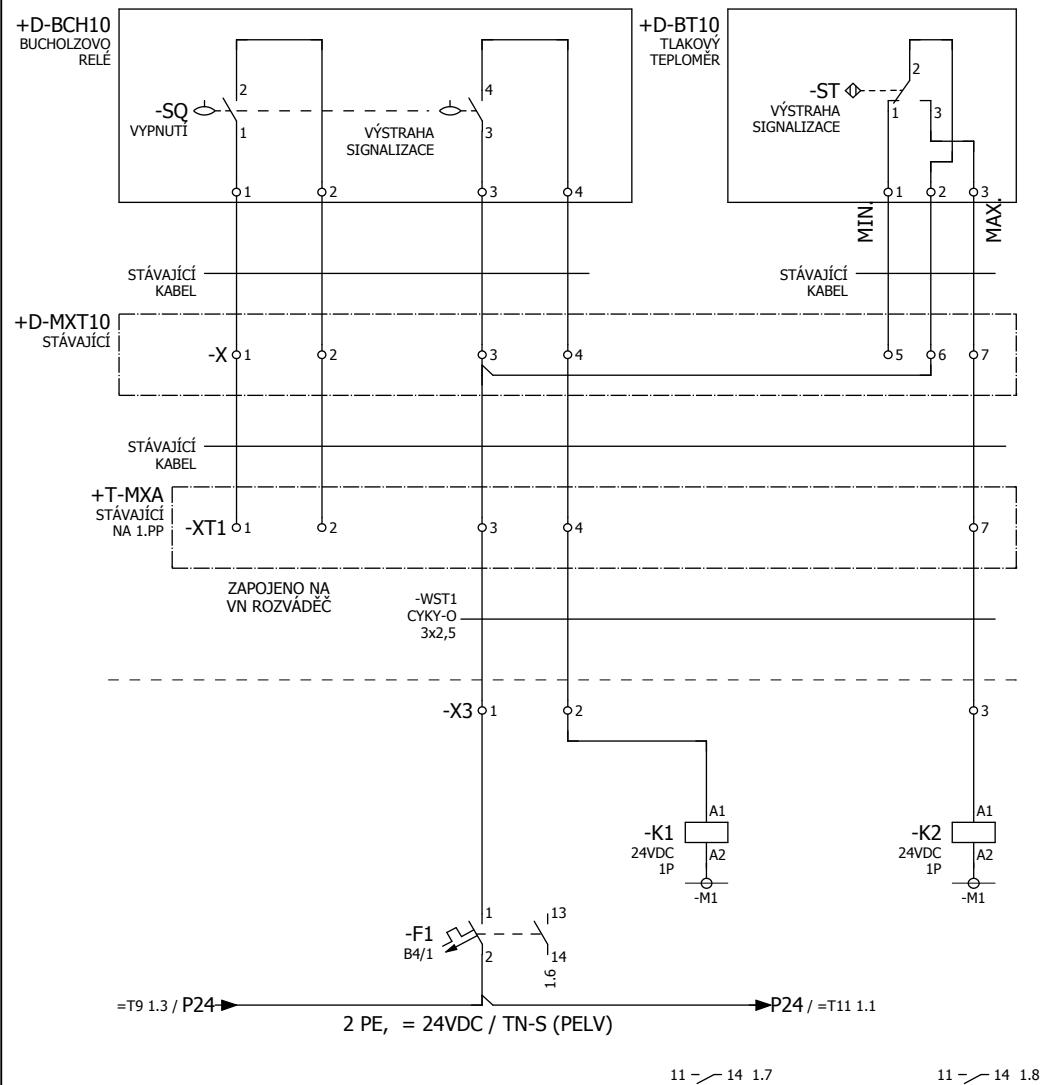 +D-BCH10
BUCHOLZOVO
RELÉ
+D-BT10
TLAKOVÝ
TEPLOMĚR
2
-SQ
VYPNUTÍ
1
4
VÝSTRAHA
SIGNALIZACE
3
2
-ST
VÝSTRAHA
SIGNALIZACE
1
3
1
2
3
4
1
2
3
MIN.
MAX.
STÁVAJÍCÍ
KABEL
STÁVAJÍCÍ
KABEL
+D-MXT10
STÁVAJÍCÍ
-X
1
2
3
4
5
6
7
STÁVAJÍCÍ
KABEL
+T-MXA
STÁVAJÍCÍ
NA 1.PP
-XT1
1
2
3
4
7
ZAPOJENO NA
VN ROZVÁDĚČ
-WST1
CYKY-O
3x2,5
-X3
1
2
3
-K1
24VDC
1P
A1
A2
-M1
-K2
24VDC
1P
A1
A2
-M1
-F1
B4/1
1
2
13
14
1.6
=T9 1.3 / P24
P24 / =T11 1.1
2 PE, = 24VDC / TN-S (PELV)
11 14 1.7
11 14 1.8